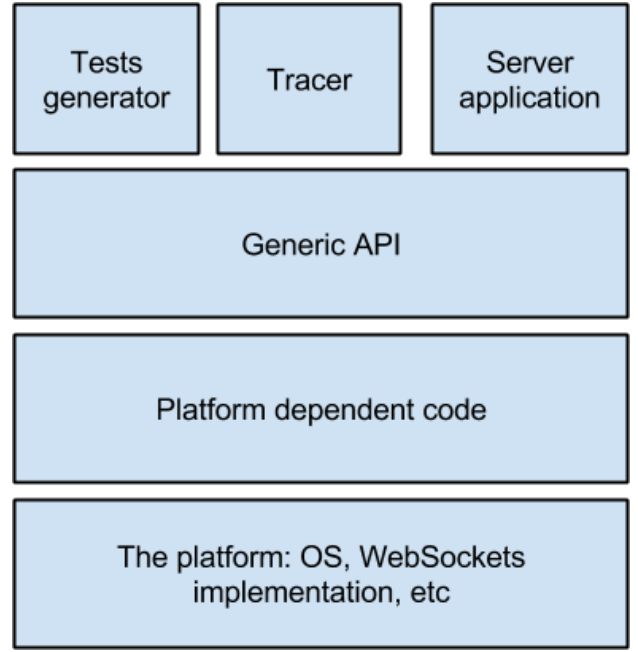 Tests
generator
Tracer
Server
application
Generic API
Platform dependent code
The platform: OS, WebSockets
implementation, etc